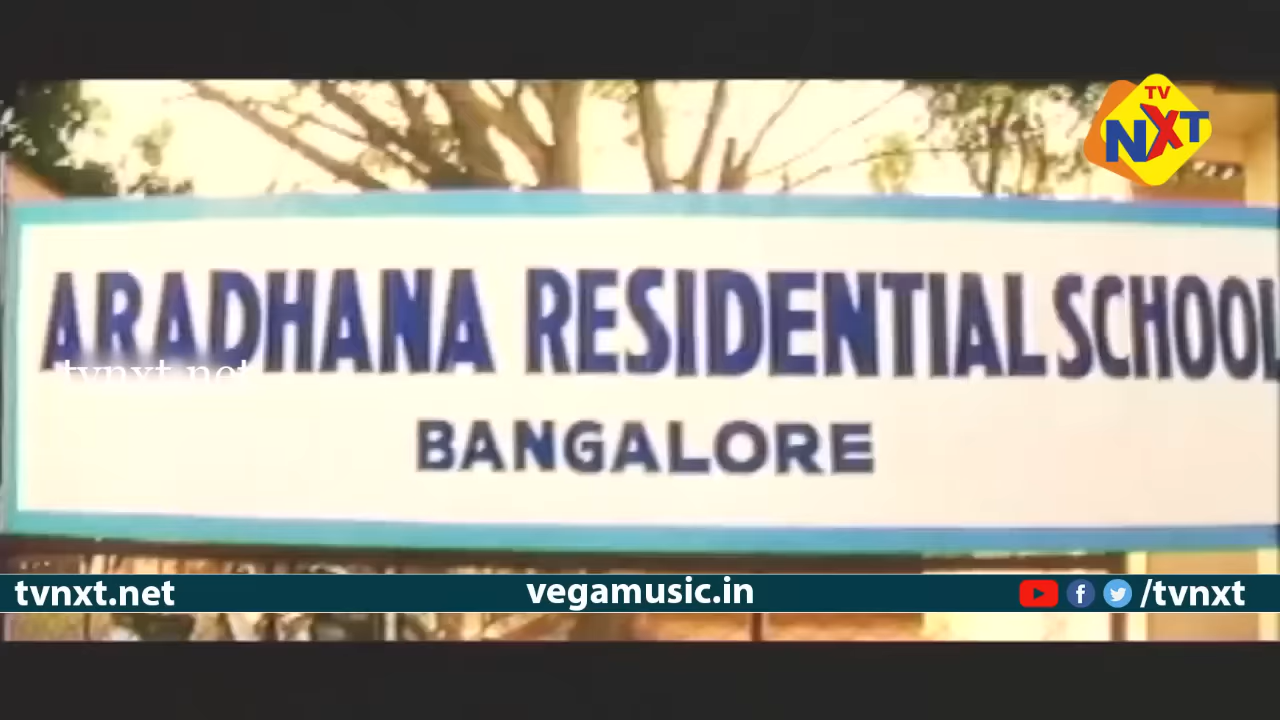 TV
NXT
ARADHANA RESIDENTIAL SCHOOL
tvnxt.net
BANGALORE
tvnxt.net
vegamusic.in
/tvnxt